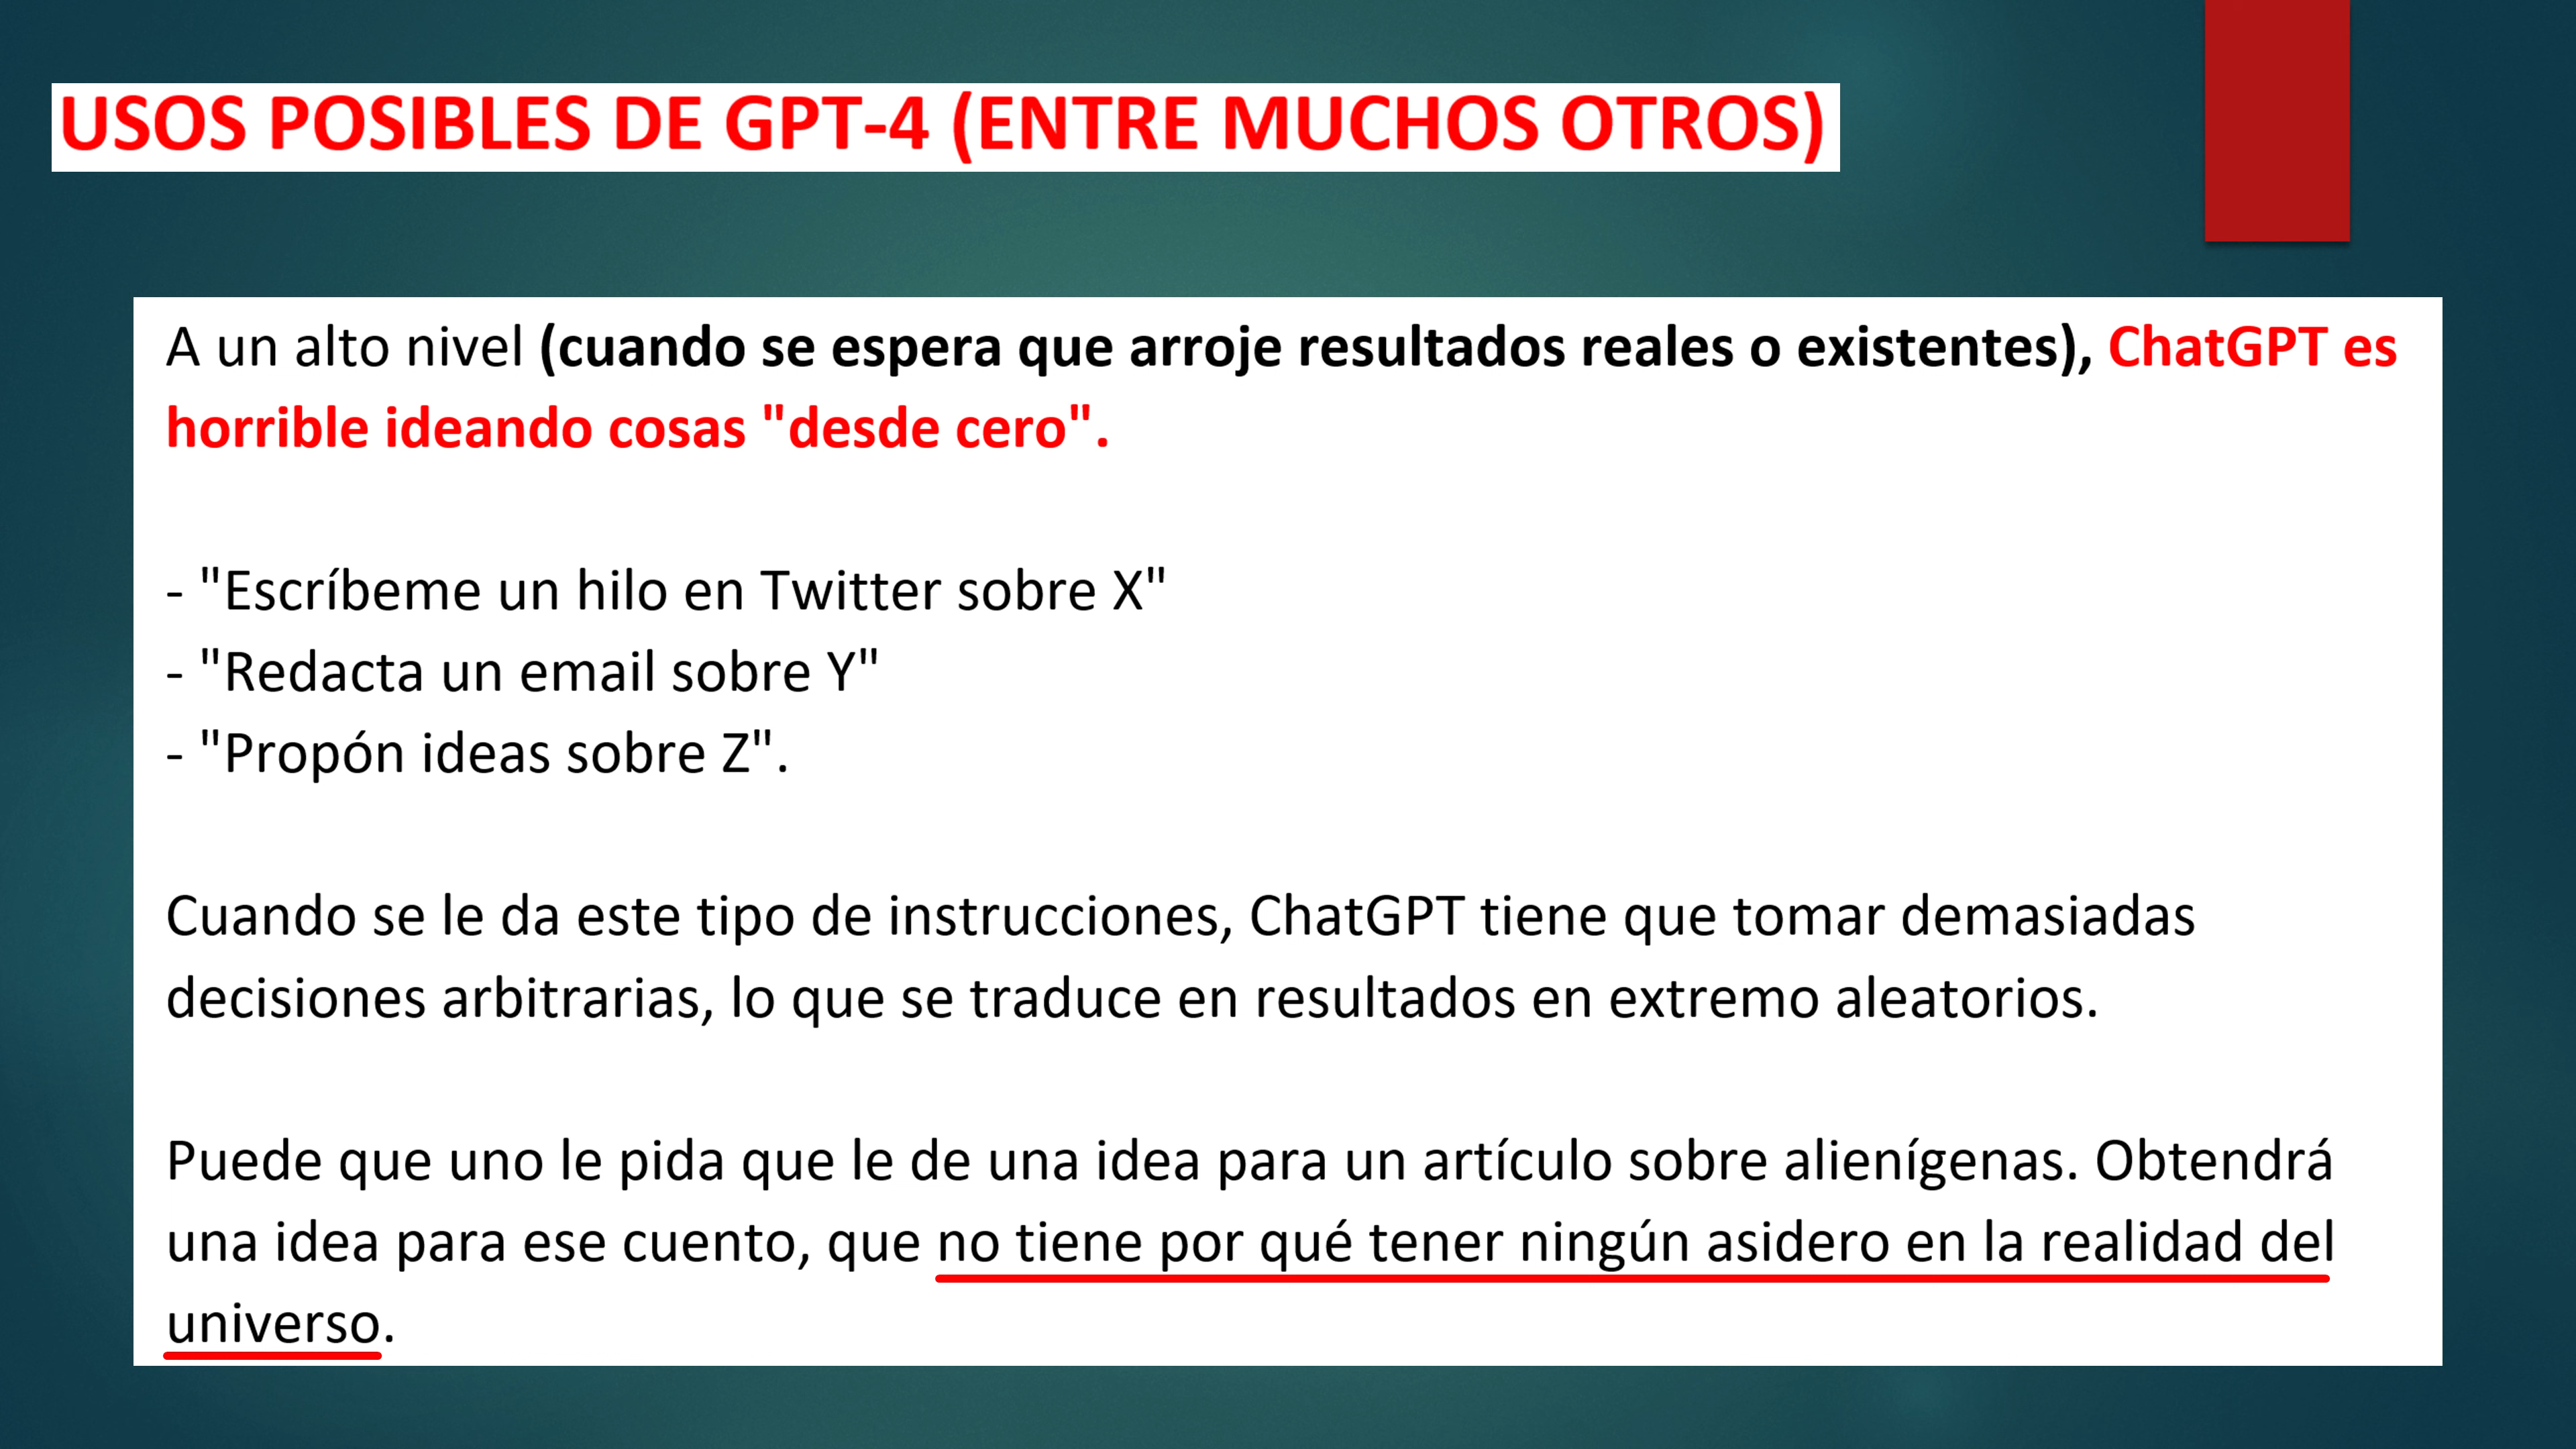 USOS POSIBLES DE GPT-4 (ENTRE MUCHOS OTROS)
A un alto nivel (cuando se espera que arroje resultados reales o existentes), ChatGPT es
horrible ideando cosas "desde cero".
- "Escríbeme un hilo en Twitter sobre X"
- "Redacta un email sobre Y"
- "Propón ideas sobre Z".
Cuando se le da este tipo de instrucciones, ChatGPT tiene que tomar demasiadas
decisiones arbitrarias, lo que se traduce en resultados en extremo aleatorios.
Puede que uno le pida que le de una idea para un artículo sobre alienígenas. Obtendrá
una idea para ese cuento, que no tiene por qué tener ningún asidero en la realidad del
universo.